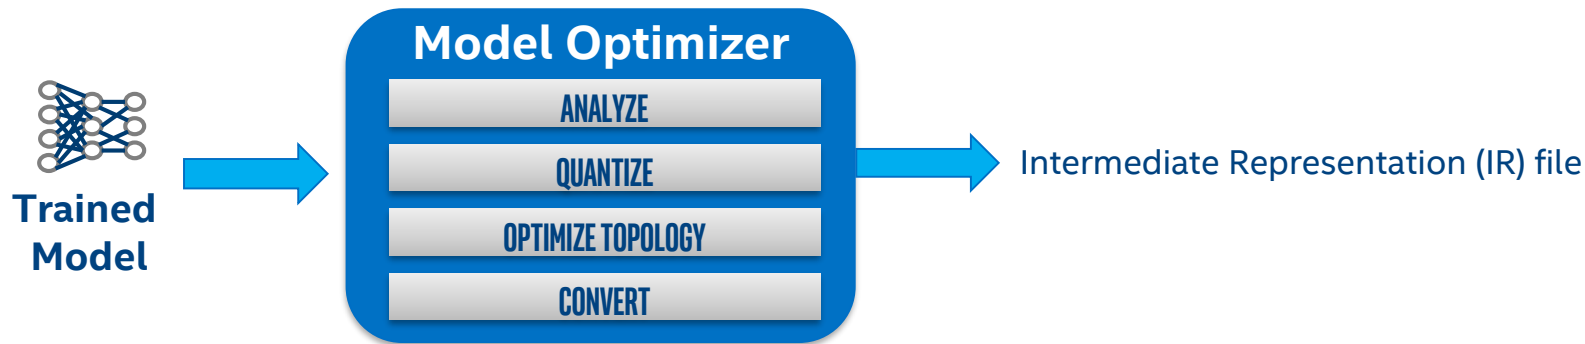 Model Optimizer
ANALYZE
QUANTIZE
OPTIMIZE TOPOLOGY
CONVERT
Trained
Model
Intermediate Representation (IR) file